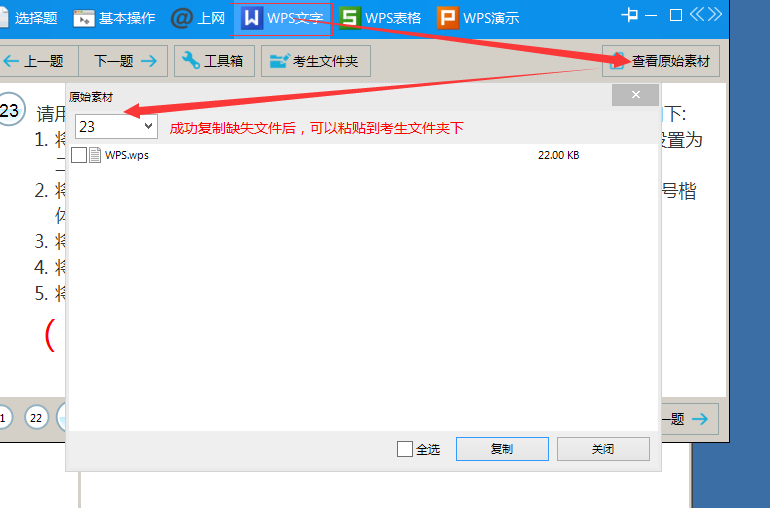 选择题 基本操作 上网 WPS文字 WPS表格 WPS演示
上一题 下一题 工具箱 考生文件夹 查看原始素材
原始素材
23 请用 下:
23 成功复制缺失文件后，可以粘贴到考生文件夹下
1. 将 设置为
WPS.wps 22.00 KB
二
2. 将 号楷
体
3. 将
4. 将
5. 将
(
1 22 一题
全选 复制 关闭